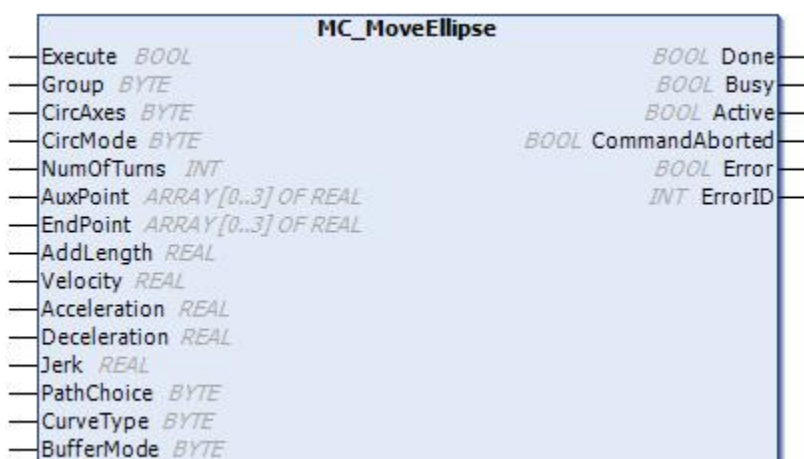 MC_MoveEllipse
Execute BOOL BOOL Done
Group BYTE BOOL Busy
CircAxes BYTE BOOL Active
CircMode BYTE BOOL CommandAborted
NumOfTurns INT BOOL Error
AuxPoint ARRAY [0..3] OF REAL INT ErrorID
EndPoint ARRAY [0..3] OF REAL
AddLength REAL
Velocity REAL
Acceleration REAL
Deceleration REAL
Jerk REAL
PathChoice BYTE
CurveType BYTE
BufferMode BYTE